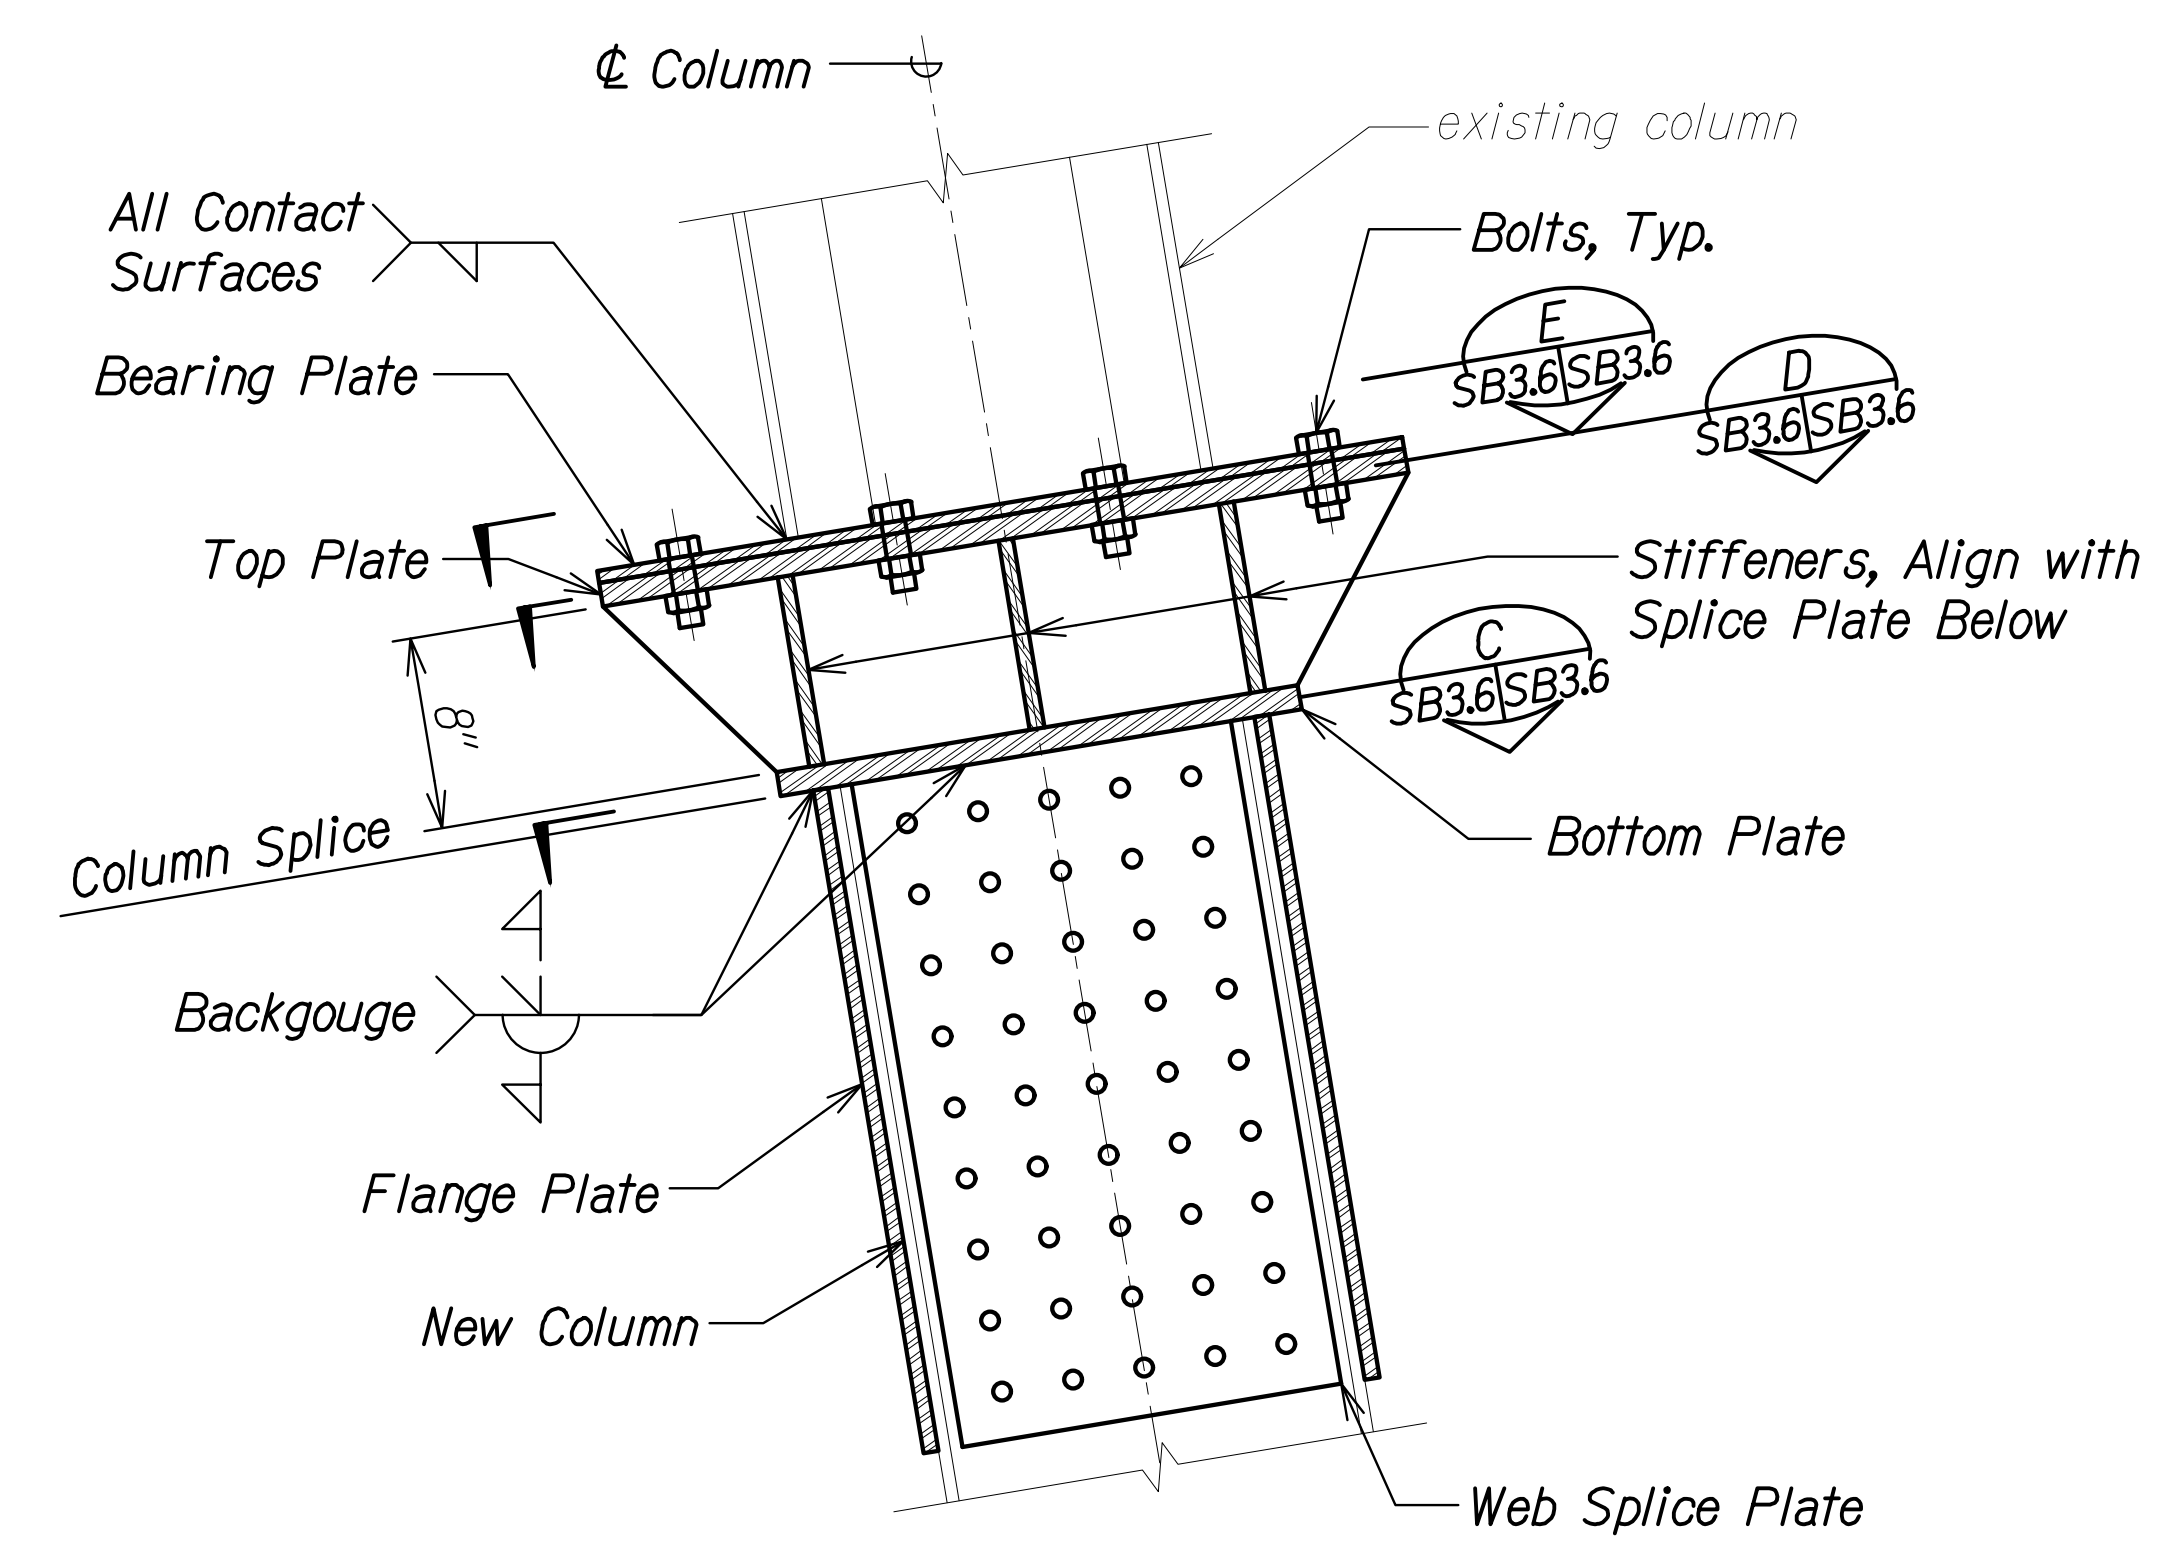 ℄ Column
existing column
All Contact
Surfaces
Bolts, Typ.
E
SB3.6 SB3.6
D
SB3.6 SB3.6
Bearing Plate
Top Plate
Stiffeners, Align with
Splice Plate Below
C
SB3.6 SB3.6
8"
Column Splice
Bottom Plate
Backgouge
Flange Plate
New Column
Web Splice Plate